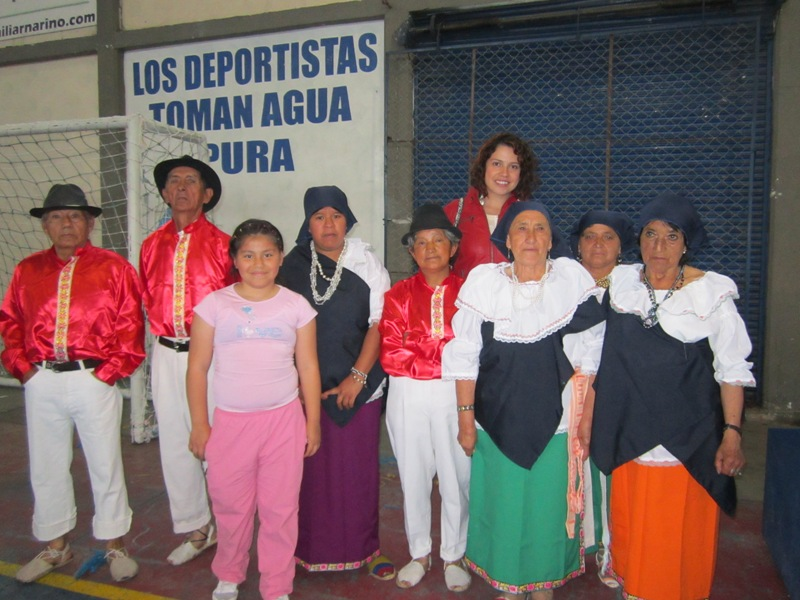 iliarnarino.com
LOS DEPORTISTAS
TOMAN AGUA
PURA